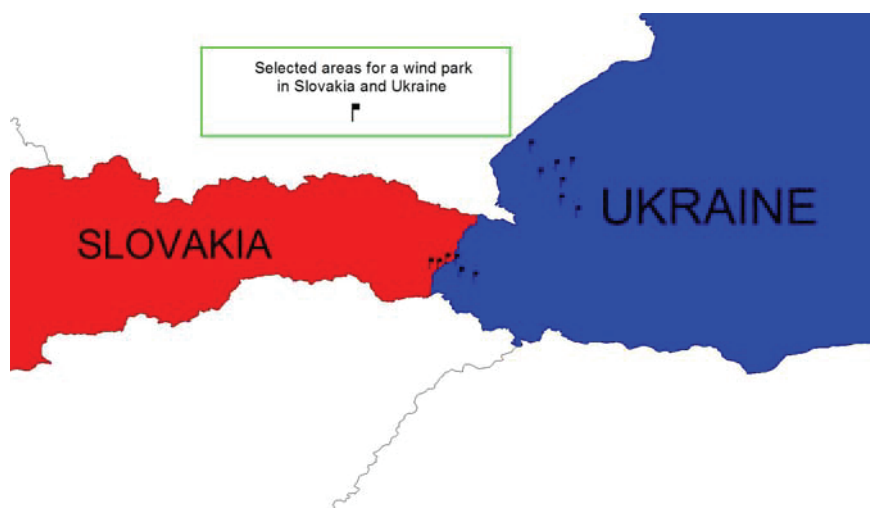 Selected areas for a wind park
in Slovakia and Ukraine
UKRAINE
SLOVAKIA